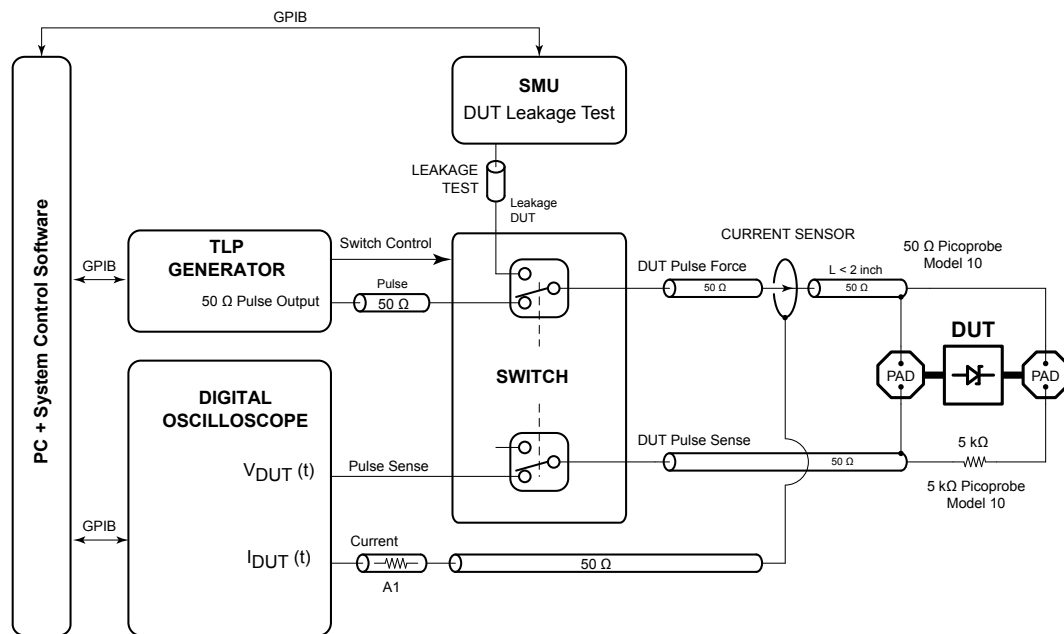 GPIB
PC + System Control Software
SMU
DUT Leakage Test
LEAKAGE
TEST
Leakage
DUT
TLP
GENERATOR
50 Ω Pulse Output
GPIB
Switch Control
Pulse
50 Ω
SWITCH
DUT Pulse Force
50 Ω
CURRENT SENSOR
L < 2 inch
50 Ω
50 Ω Picoprobe
Model 10
DUT
PAD
PAD
DIGITAL
OSCILLOSCOPE
VDUT (t)
Pulse Sense
DUT Pulse Sense
50 Ω
5 kΩ
5 kΩ Picoprobe
Model 10
GPIB
IDUT (t)
Current
A1
50 Ω